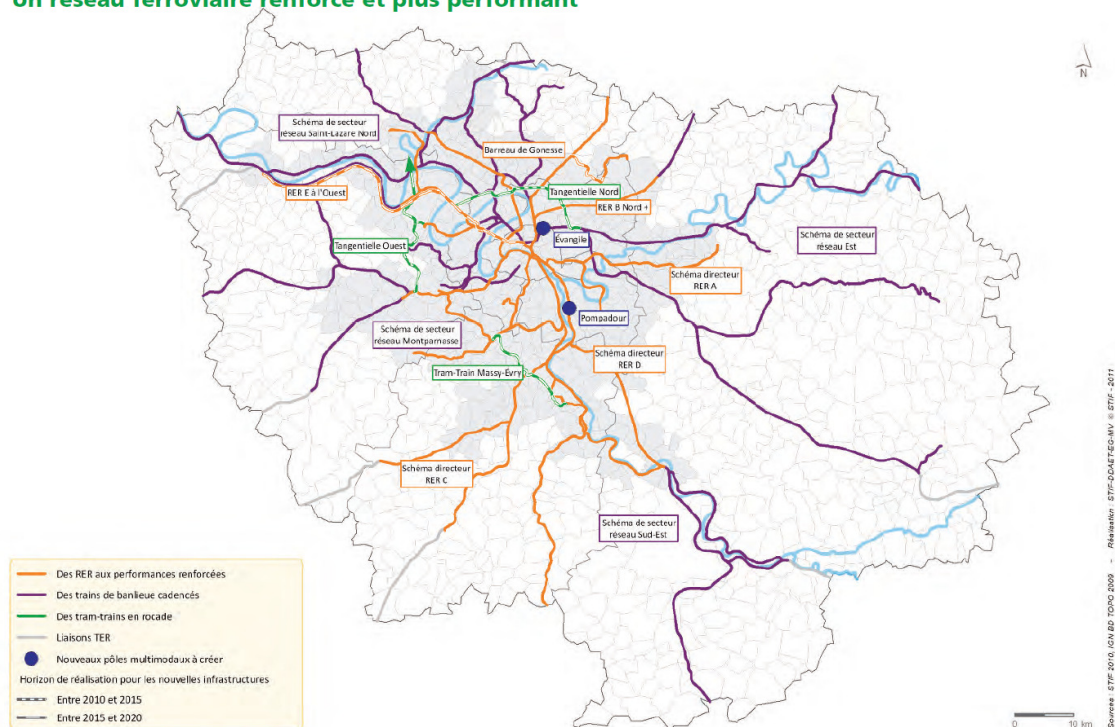 Un réseau ferroviaire renforcé et plus performant
N
Schéma de secteur
réseau Saint-Lazare Nord
Barreau de Gonesse
RER E à l'Ouest
Tangentielle Nord
RER B Nord +
Tangentielle Ouest
Évangile
Schéma de secteur
réseau Est
Schéma directeur
RER A
Pompadour
Schéma de secteur
réseau Montparnasse
Schéma directeur
RER D
Tram-Train Massy-Évry
Schéma directeur
RER C
Schéma de secteur
réseau Sud-Est
Des RER aux performances renforcées
Des trains de banlieue cadencés
Des tram-trains en rocade
Liaisons TER
Nouveaux pôles multimodaux à créer
Horizon de réalisation pour les nouvelles infrastructures
Entre 2010 et 2015
Entre 2015 et 2020
0 10 km
Sources : STIF 2010, IGN BD TOPO 2009 - Réalisation : STIF-DDAET-EG-MV © STIF - 2011